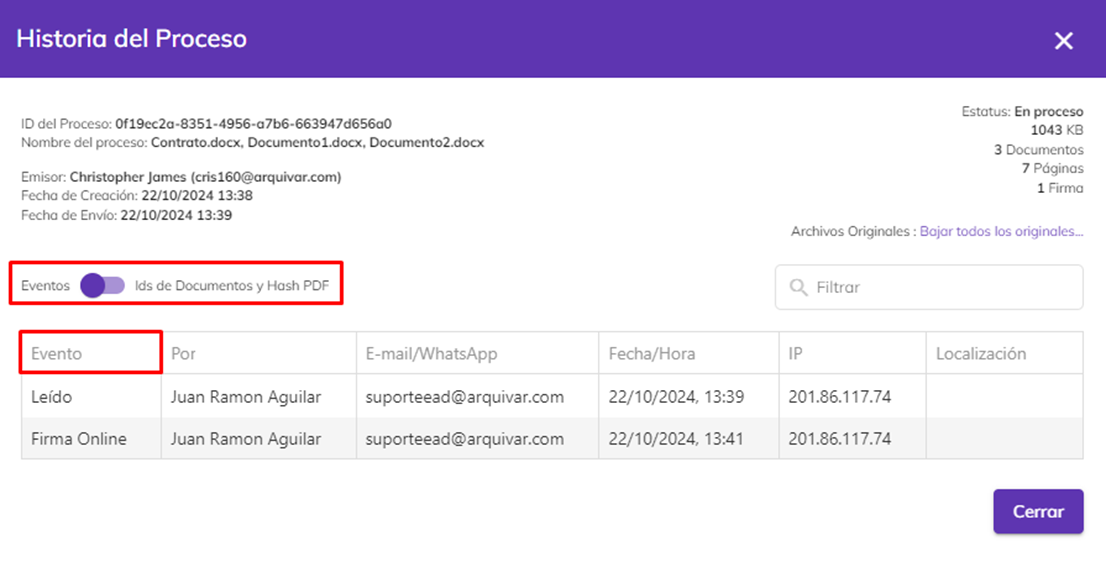 Historia del Proceso
ID del Proceso: 0f19ec2a-8351-4956-a7b6-663947d656a0
Nombre del proceso: Contrato.docx, Documento1.docx, Documento2.docx
Emisor: Christopher James (cris160@arquivar.com)
Fecha de Creación: 22/10/2024 13:38
Fecha de Envío: 22/10/2024 13:39
Estatus: En proceso
1043 KB
3 Documentos
7 Páginas
1 Firma
Archivos Originales : Bajar todos los originales...
Eventos Ids de Documentos y Hash PDF
Filtrar
Evento Por E-mail/WhatsApp Fecha/Hora IP Localización
Leído Juan Ramon Aguilar suporteead@arquivar.com 22/10/2024, 13:39 201.86.117.74
Firma Online Juan Ramon Aguilar suporteead@arquivar.com 22/10/2024, 13:41 201.86.117.74
Cerrar